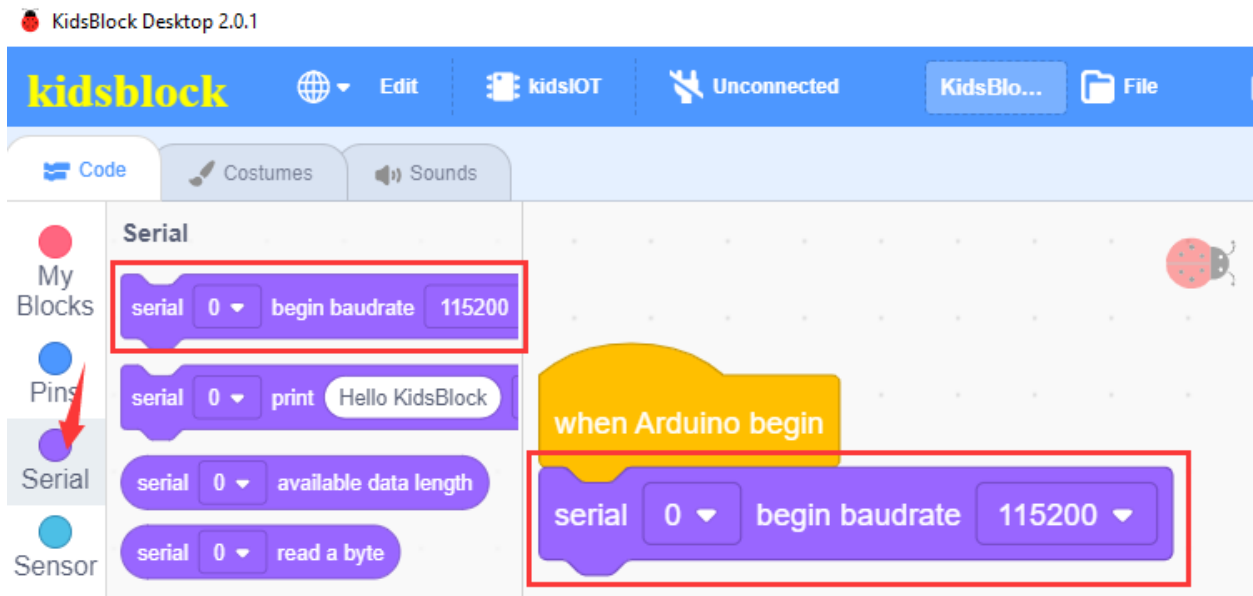 KidsBlock Desktop 2.0.1
kidsblock Edit kidsIOT Unconnected KidsBlo... File
Code Costumes Sounds
My
Blocks
Pins
Serial
Sensor
Serial
serial 0 begin baudrate 115200
serial 0 print Hello KidsBlock
serial 0 available data length
serial 0 read a byte
when Arduino begin
serial 0 begin baudrate 115200